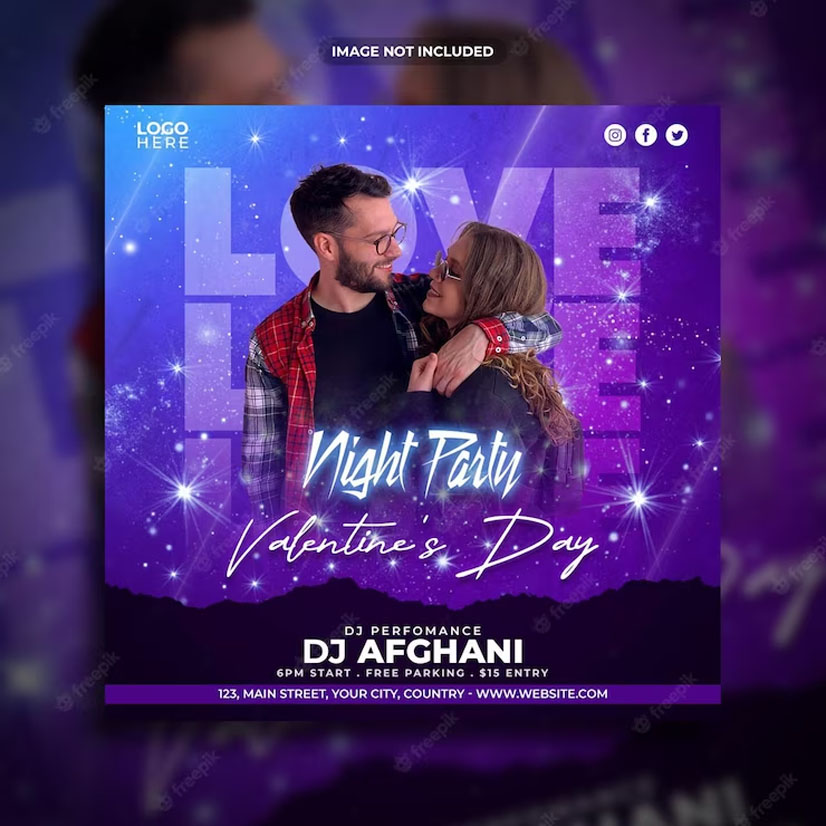 IMAGE NOT INCLUDED
LOGO
HERE
LOVE
Night Party
Valentine's Day
DJ PERFOMANCE
DJ AFGHANI
6PM START . FREE PARKING . $15 ENTRY
123, MAIN STREET, YOUR CITY, COUNTRY - WWW.WEBSITE.COM
freepik